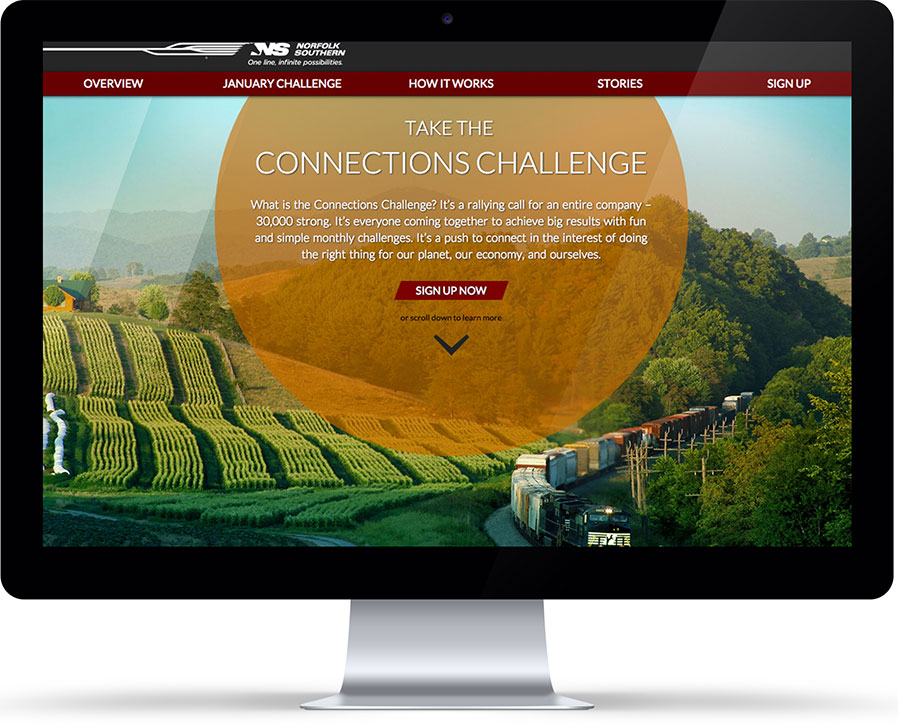 NS NORFOLK
SOUTHERN
One line, infinite possibilities.
OVERVIEW JANUARY CHALLENGE HOW IT WORKS STORIES SIGN UP
TAKE THE
CONNECTIONS CHALLENGE
What is the Connections Challenge? It's a rallying call for an entire company –
30,000 strong. It's everyone coming together to achieve big results with fun
and simple monthly challenges. It's a push to connect in the interest of doing
the right thing for our planet, our economy, and ourselves.
SIGN UP NOW
or scroll down to learn more